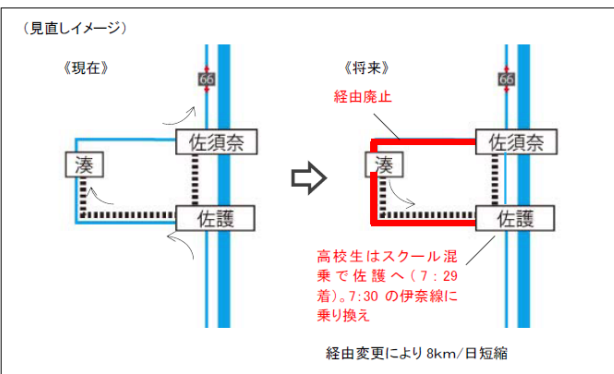 （見直しイメージ）
《現在》
《将来》
66
66
経由廃止
佐須奈
佐須奈
湊
湊
佐護
佐護
高校生はスクール混
乗で佐護へ（7：29
着）。7:30 の伊奈線に
乗り換え
経由変更により8km/日短縮